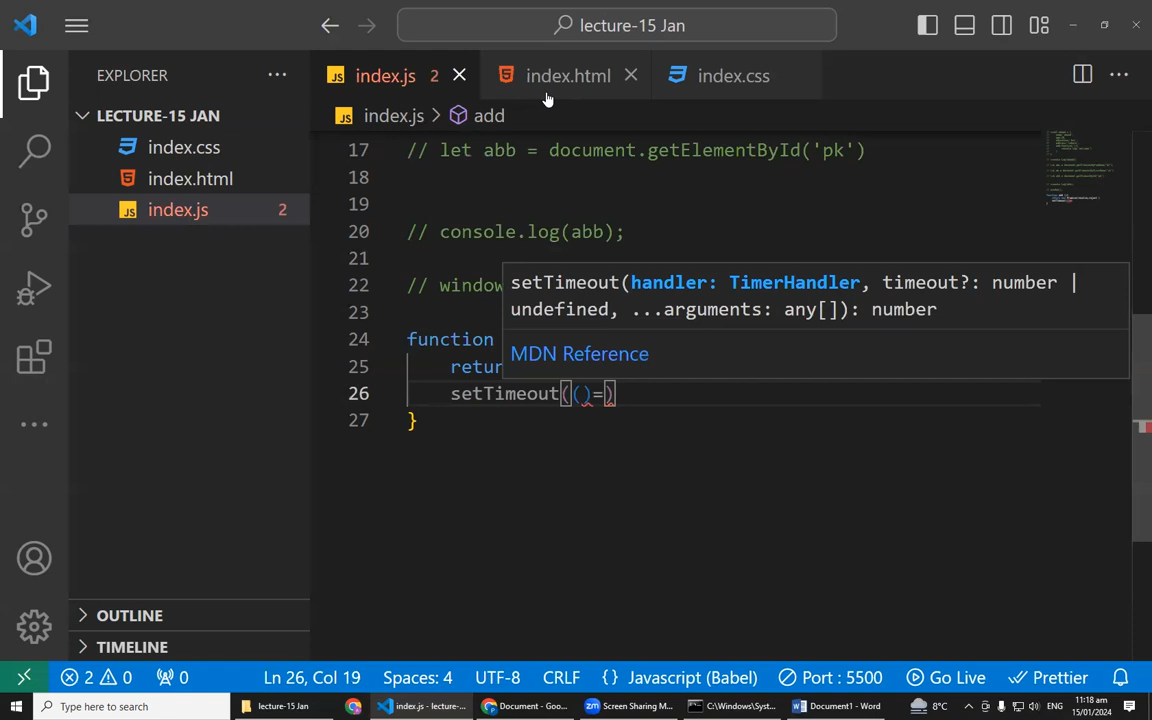 lecture-15 Jan
EXPLORER
LECTURE-15 JAN
index.css
index.html
JS index.js 2
JS index.js 2
index.html
index.css
JS index.js > add
17 // let abb = document.getElementById('pk')
18
19
20 // console.log(abb);
21
22 // window
23
24 function
25 retur
26 setTimeout(()=)
27 }
setTimeout(handler: TimerHandler, timeout?: number |
undefined, ...arguments: any[]): number
MDN Reference
OUTLINE
TIMELINE
2 0 0 Ln 26, Col 19 Spaces: 4 UTF-8 CRLF {} Javascript (Babel) Port : 5500 Go Live Prettier
Type here to search lecture-15 Jan index.js - lecture-... Document - Goo... zm Screen Sharing M... C:\Windows\Syst... Document1 - Word 8°C ENG 11:18 am
15/01/2024